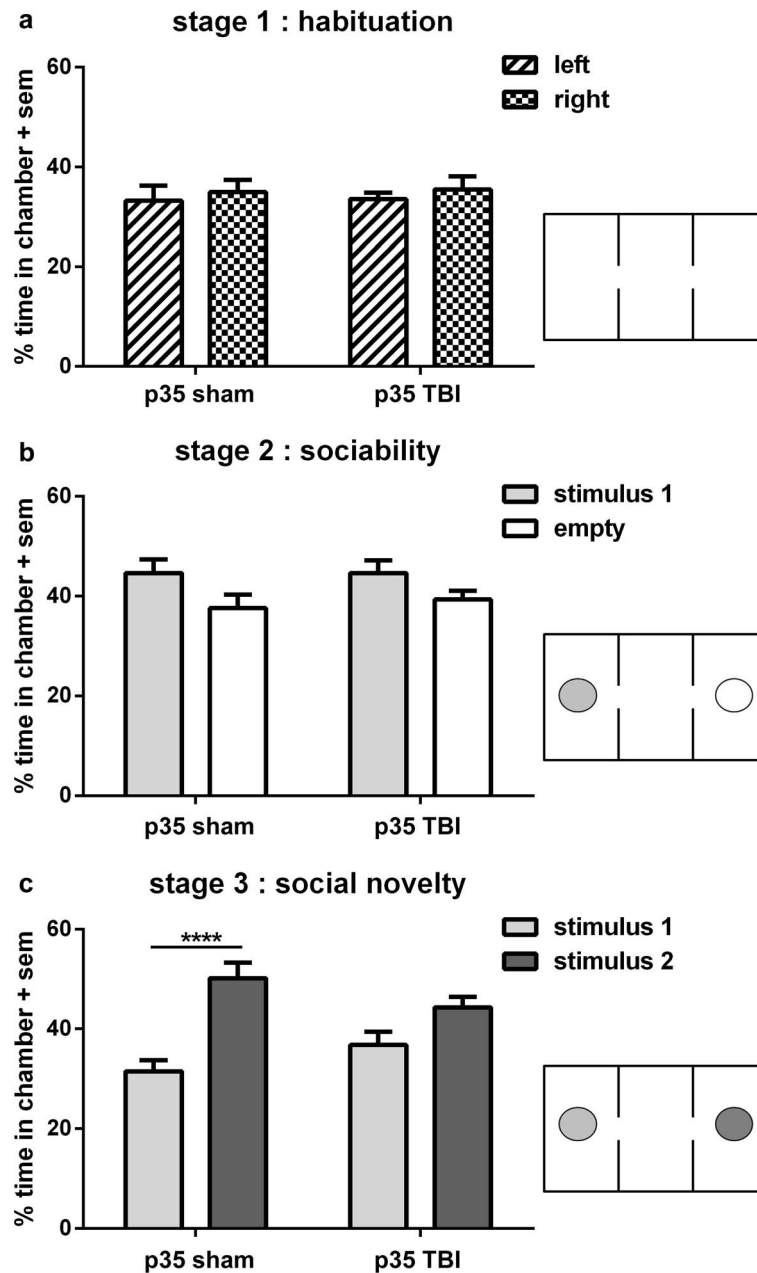 a
stage 1 : habituation
% time in chamber + sem
60
40
20
0
left
right
p35 sham
p35 TBI
b
stage 2 : sociability
% time in chamber + sem
60
40
20
0
stimulus 1
empty
p35 sham
p35 TBI
c
stage 3 : social novelty
% time in chamber + sem
60
40
20
0
****
stimulus 1
stimulus 2
p35 sham
p35 TBI